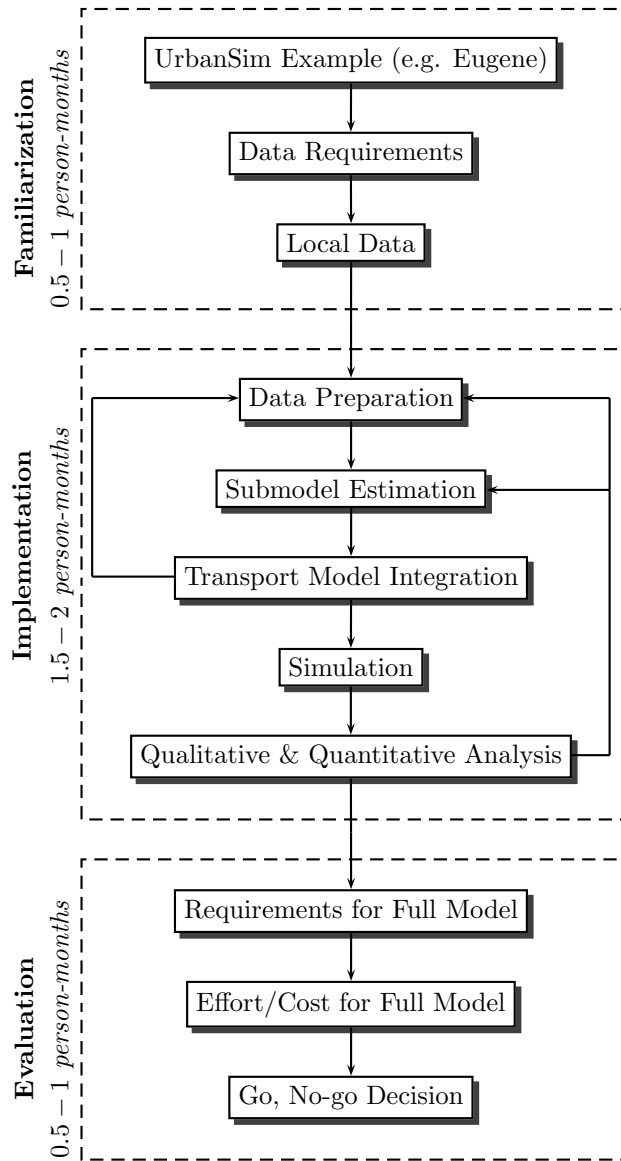 Familiarization
0.5 − 1 person-months
UrbanSim Example (e.g. Eugene)
Data Requirements
Local Data
Implementation
1.5 − 2 person-months
Data Preparation
Submodel Estimation
Transport Model Integration
Simulation
Qualitative & Quantitative Analysis
Evaluation
0.5 − 1 person-months
Requirements for Full Model
Effort/Cost for Full Model
Go, No-go Decision